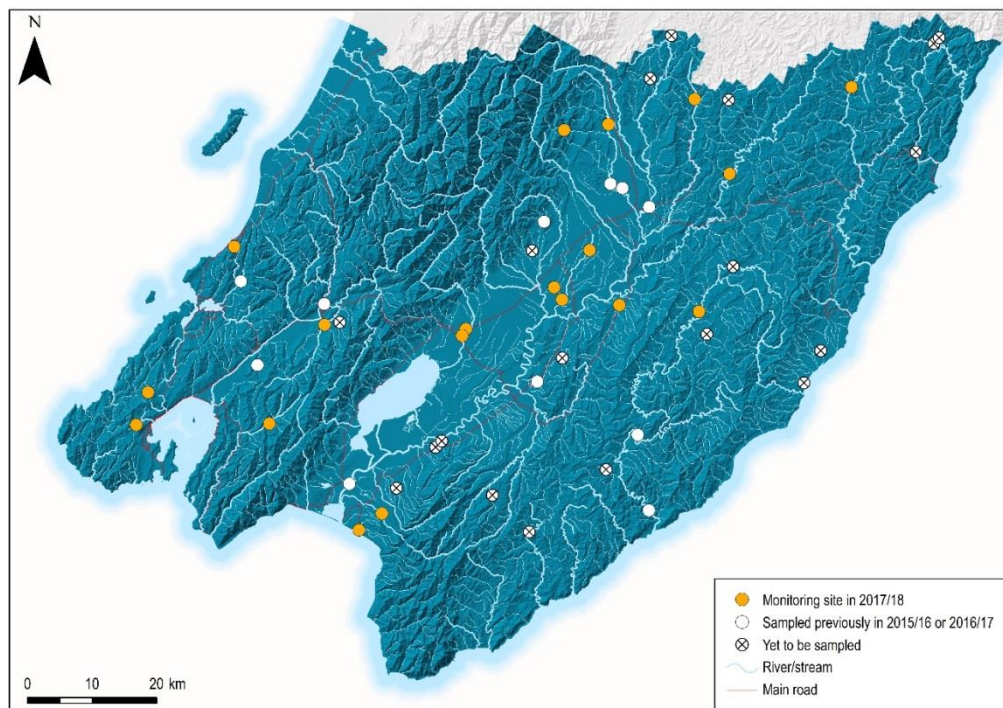 N
Monitoring site in 2017/18
Sampled previously in 2015/16 or 2016/17
Yet to be sampled
River/stream
Main road
0 10 20 km